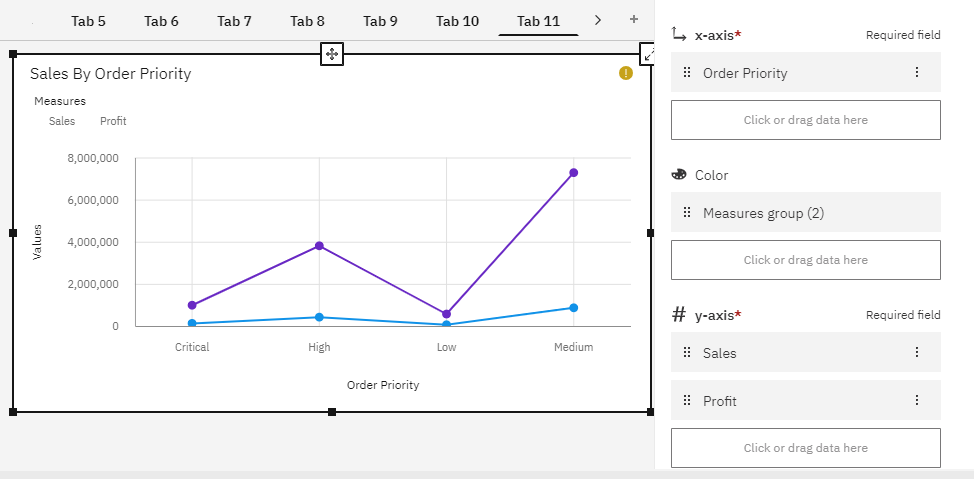 Tab 5 Tab 6 Tab 7 Tab 8 Tab 9 Tab 10 Tab 11
Sales By Order Priority
Measures
Sales Profit
Values
8,000,000
6,000,000
4,000,000
2,000,000
0
Critical High Low Medium
Order Priority
x-axis* Required field
Order Priority
Click or drag data here
Color
Measures group (2)
Click or drag data here
# y-axis* Required field
Sales
Profit
Click or drag data here